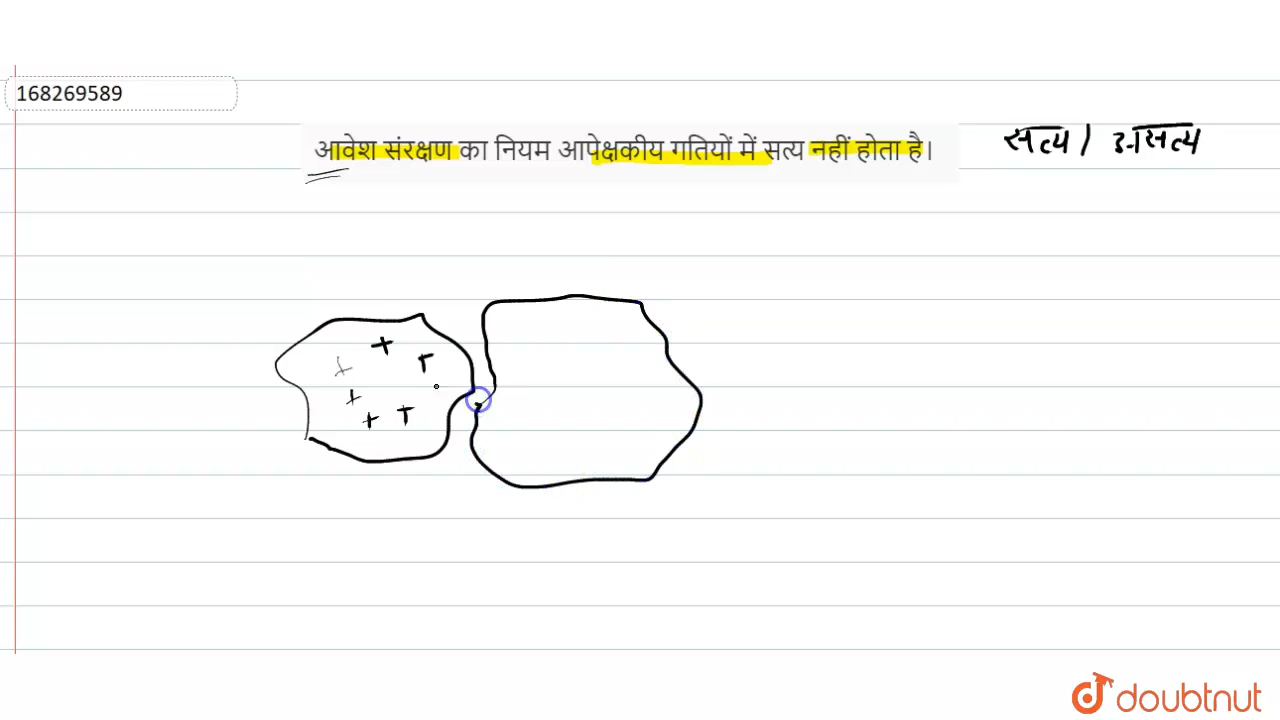 168269589
आवेश संरक्षण का नियम आपेक्षकीय गतियों में सत्य नहीं होता है। सत्य / असत्य
+ + + + + +
doubtnut